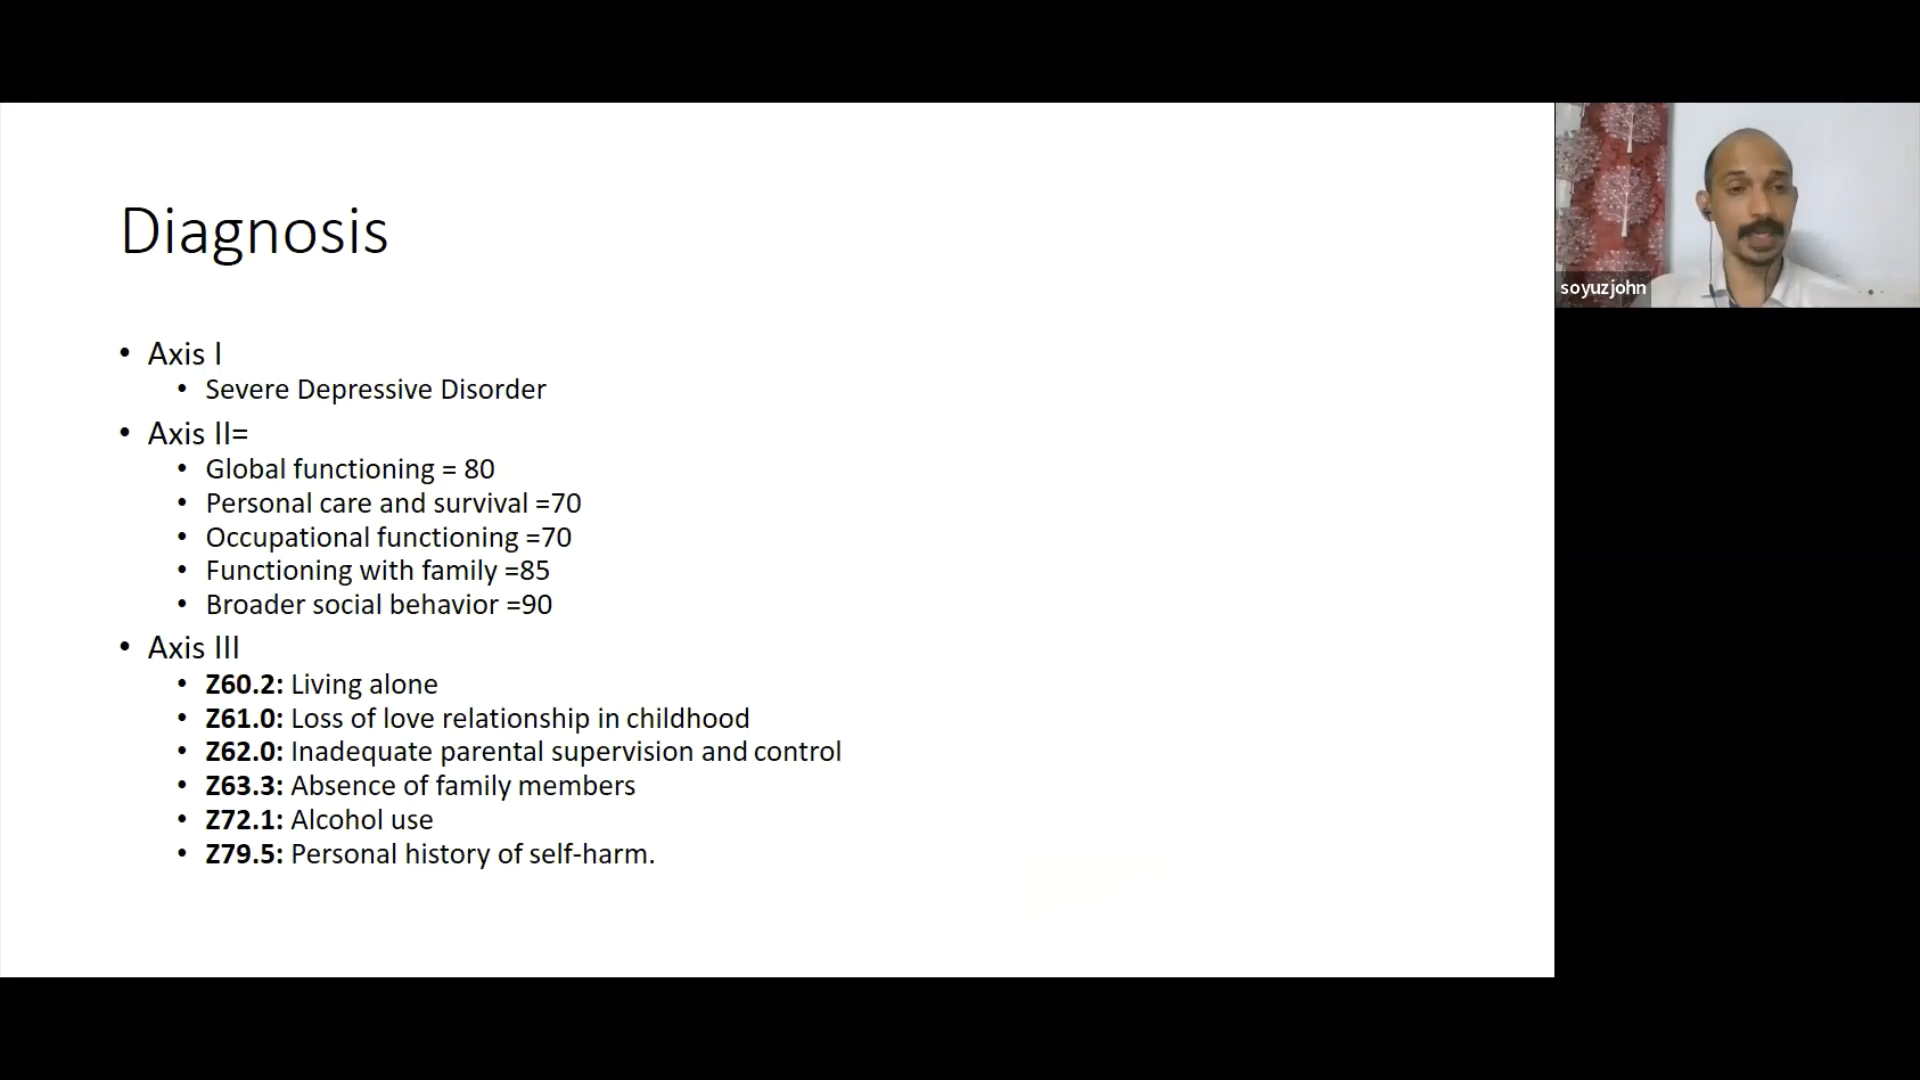 Diagnosis
• Axis I
• Severe Depressive Disorder
• Axis II=
• Global functioning = 80
• Personal care and survival =70
• Occupational functioning =70
• Functioning with family =85
• Broader social behavior =90
• Axis III
• Z60.2: Living alone
• Z61.0: Loss of love relationship in childhood
• Z62.0: Inadequate parental supervision and control
• Z63.3: Absence of family members
• Z72.1: Alcohol use
• Z79.5: Personal history of self-harm.
soyuzjohn